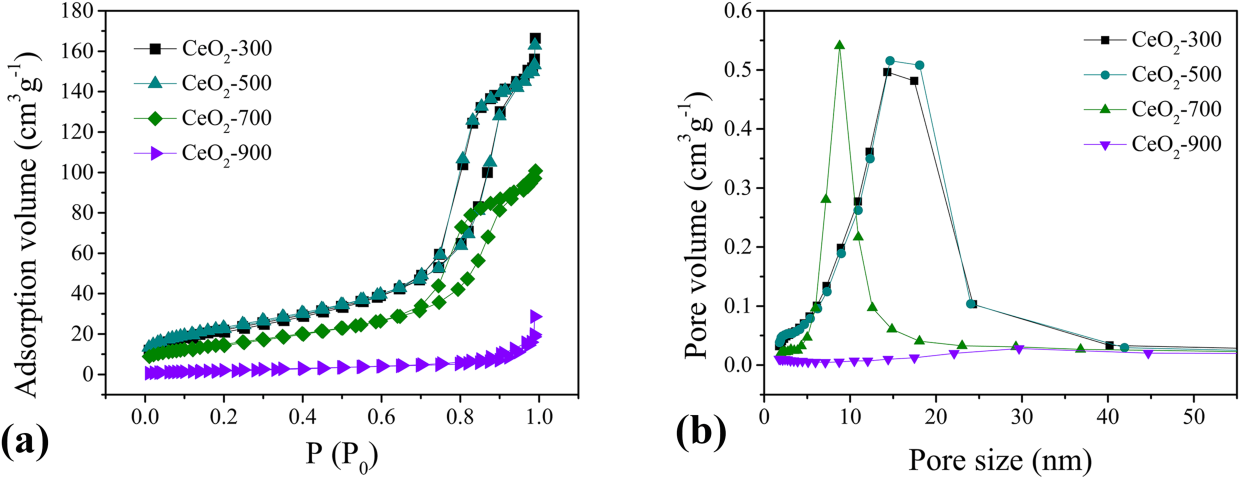 180
160
140
120
100
80
60
40
20
0
Adsorption volume (cm³g⁻¹)
CeO₂-300
CeO₂-500
CeO₂-700
CeO₂-900
0.0 0.2 0.4 0.6 0.8 1.0
P (P₀)
(a)
0.6
0.5
0.4
0.3
0.2
0.1
0.0
Pore volume (cm³g⁻¹)
CeO₂-300
CeO₂-500
CeO₂-700
CeO₂-900
0 10 20 30 40 50
Pore size (nm)
(b)